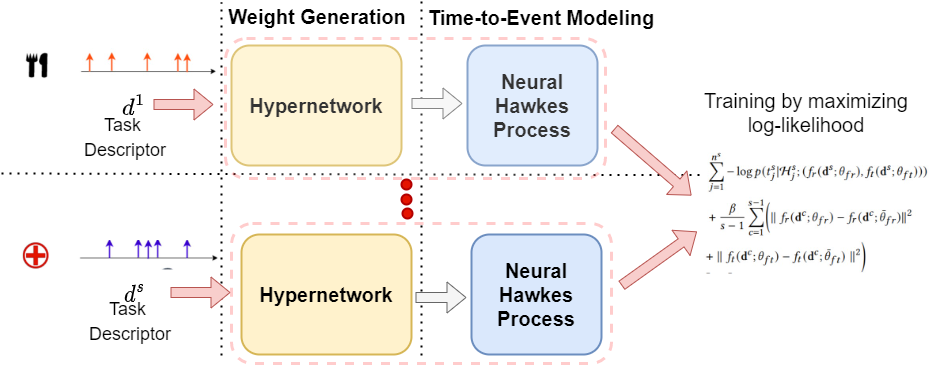 Weight Generation
Time-to-Event Modeling
d¹
Task
Descriptor
Hypernetwork
Neural
Hawkes
Process
Training by maximizing
log-likelihood
\sum_{j=1}^{n^s} -\log p(t_j^s|\mathcal{H}_j^s; (f_r(\mathbf{d}^s; \theta_{fr}), f_t(\mathbf{d}^s; \theta_{ft})))
+ \frac{\beta}{s-1} \sum_{c=1}^{s-1} \Big( \| f_r(\mathbf{d}^c; \theta_{fr}) - f_r(\mathbf{d}^c; \bar{\theta}_{fr}) \|^2
+ \| f_t(\mathbf{d}^c; \theta_{ft}) - f_t(\mathbf{d}^c; \bar{\theta}_{ft}) \|^2 \Big)
dˢ
Task
Descriptor
Hypernetwork
Neural
Hawkes
Process